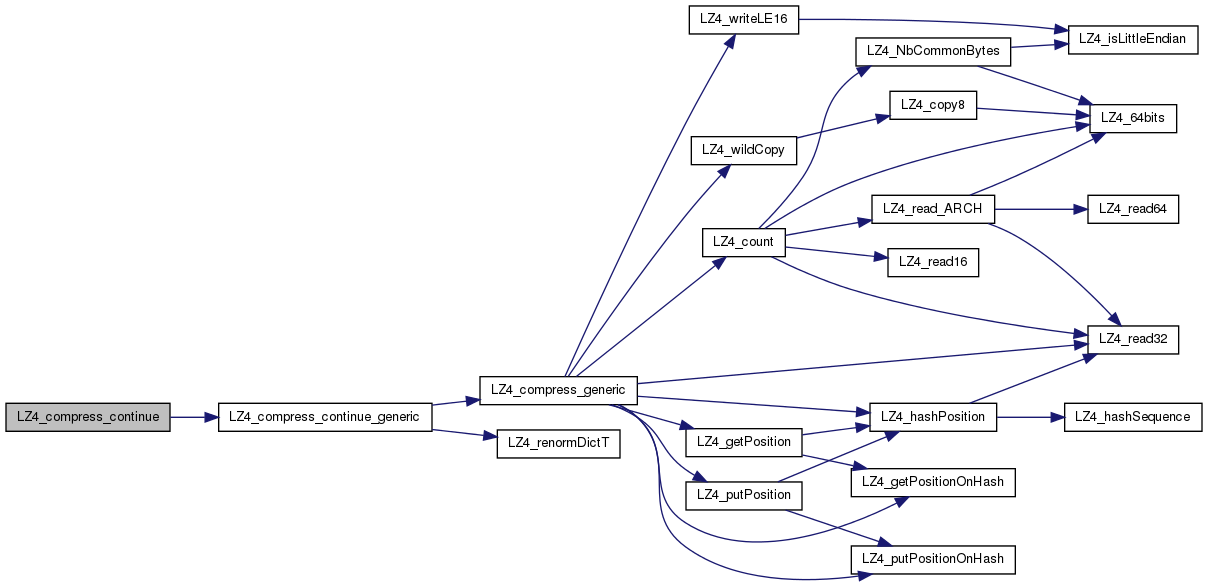 LZ4_writeLE16
LZ4_isLittleEndian
LZ4_NbCommonBytes
LZ4_copy8
LZ4_64bits
LZ4_wildCopy
LZ4_read_ARCH
LZ4_read64
LZ4_count
LZ4_read16
LZ4_read32
LZ4_compress_generic
LZ4_compress_continue
LZ4_compress_continue_generic
LZ4_hashPosition
LZ4_hashSequence
LZ4_renormDictT
LZ4_getPosition
LZ4_getPositionOnHash
LZ4_putPosition
LZ4_putPositionOnHash